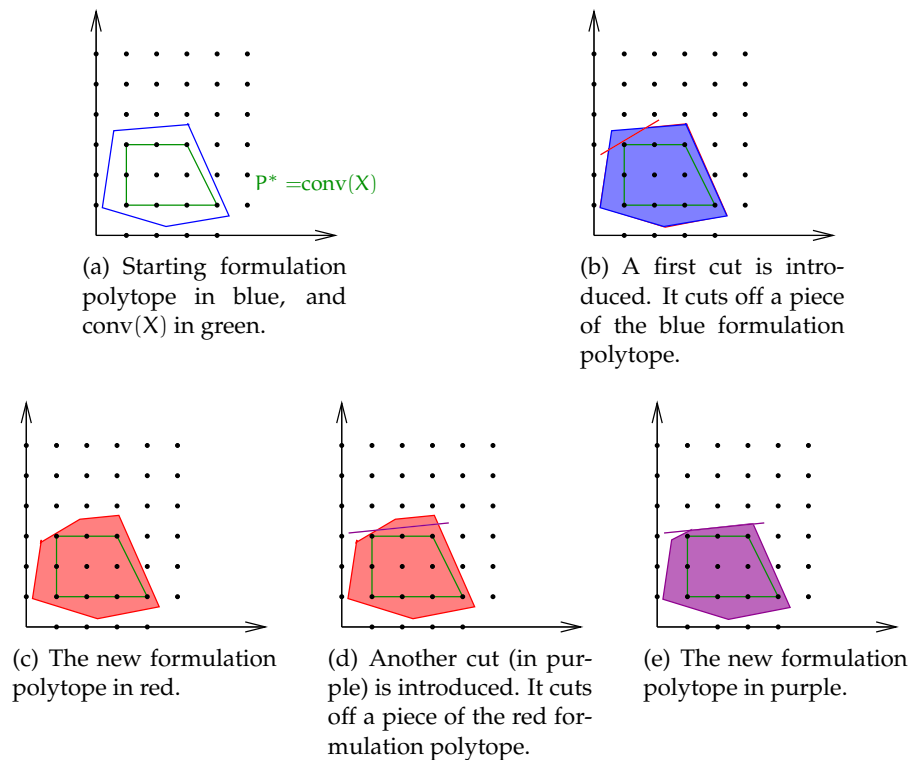 P* =conv(X)
(a) Starting formulation
polytope in blue, and
conv(X) in green.
(b) A first cut is intro-
duced. It cuts off a piece
of the blue formulation
polytope.
(c) The new formulation
polytope in red.
(d) Another cut (in pur-
ple) is introduced. It cuts
off a piece of the red for-
mulation polytope.
(e) The new formulation
polytope in purple.